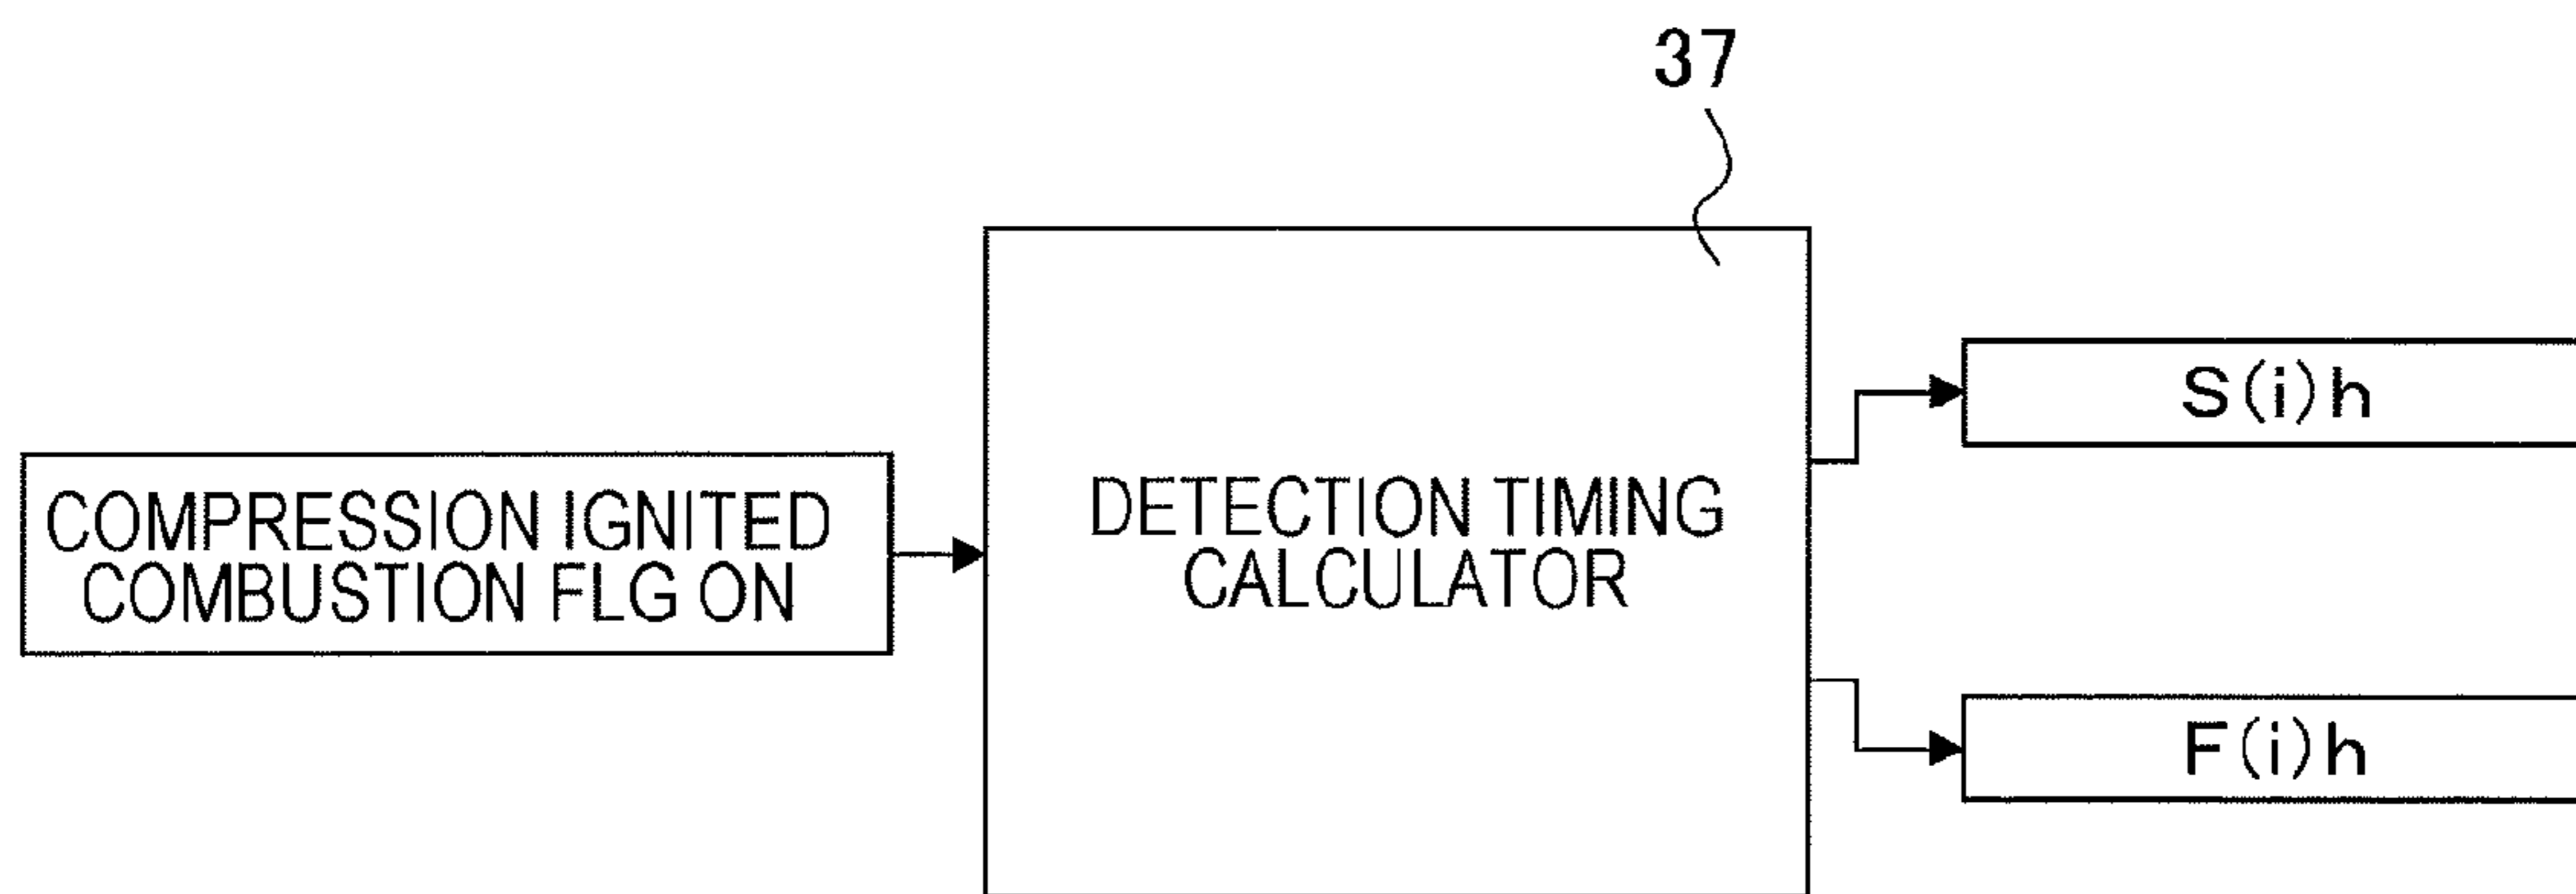 37
COMPRESSION IGNITED
COMBUSTION FLG ON
DETECTION TIMING
CALCULATOR
S(i)h
F(i)h